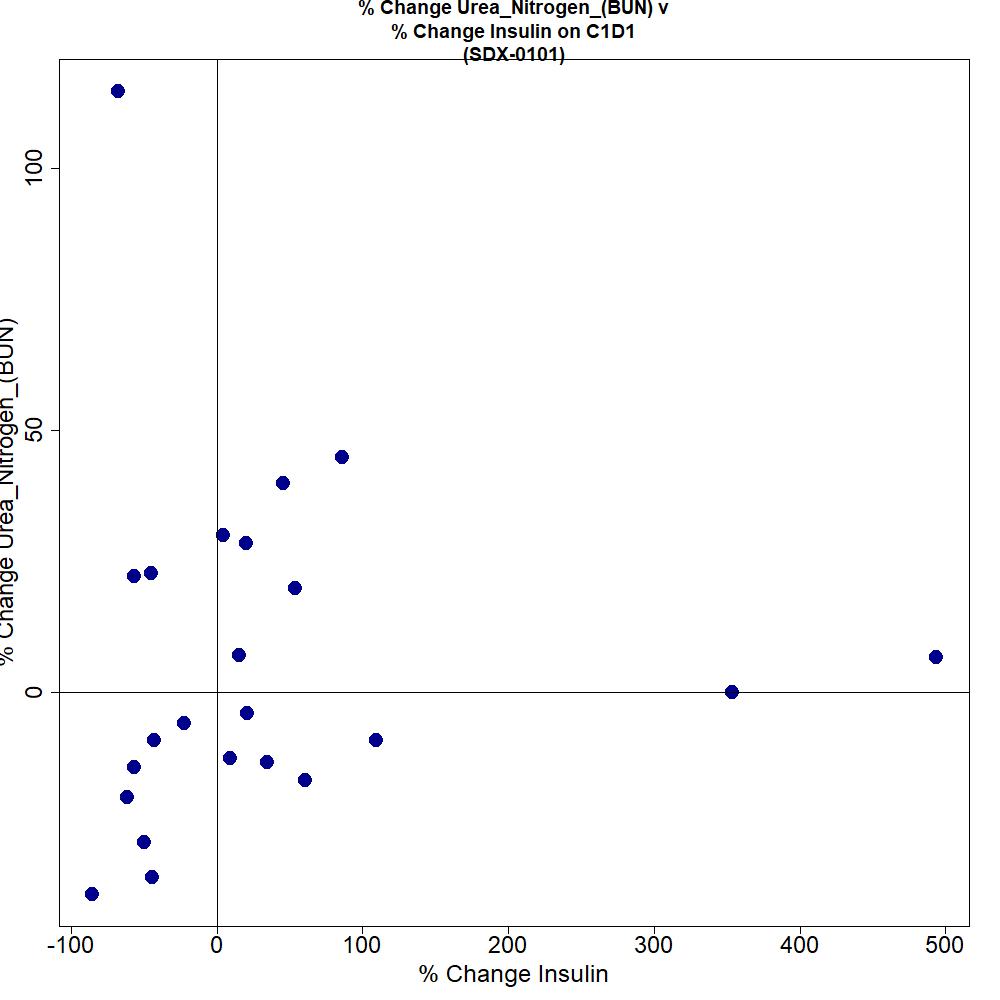 % Change Urea_Nitrogen_(BUN) v
% Change Insulin on C1D1
(SDX-0101)
% Change Urea_Nitrogen_(BUN)
100
50
0
-100
0
100
200
300
400
500
% Change Insulin